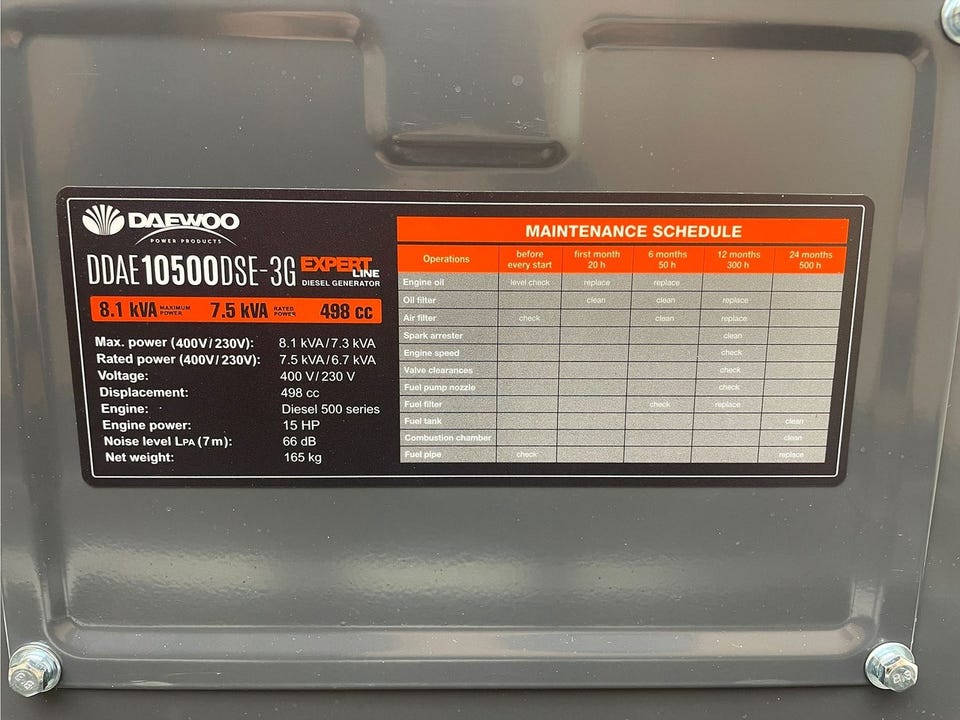 DAEWOO
POWER PRODUCTS
DDAE10500DSE-3G EXPERT LINE
DIESEL GENERATOR
8.1 kVA MAXIMUM POWER 7.5 kVA RATED POWER 498 cc
Max. power (400V/230V): 8.1 kVA/7.3 kVA
Rated power (400V/230V): 7.5 kVA/6.7 kVA
Voltage: 400 V/230 V
Displacement: 498 cc
Engine: Diesel 500 series
Engine power: 15 HP
Noise level LPA (7m): 66 dB
Net weight: 165 kg
MAINTENANCE SCHEDULE
Operations before every start first month 20 h 6 months 50 h 12 months 300 h 24 months 500 h
Engine oil level check replace replace
Oil filter clean clean replace
Air filter check clean replace
Spark arrester clean
Engine speed check
Valve clearances check
Fuel pump nozzle check
Fuel filter check replace
Fuel tank clean
Combustion chamber clean
Fuel pipe check replace
8.8